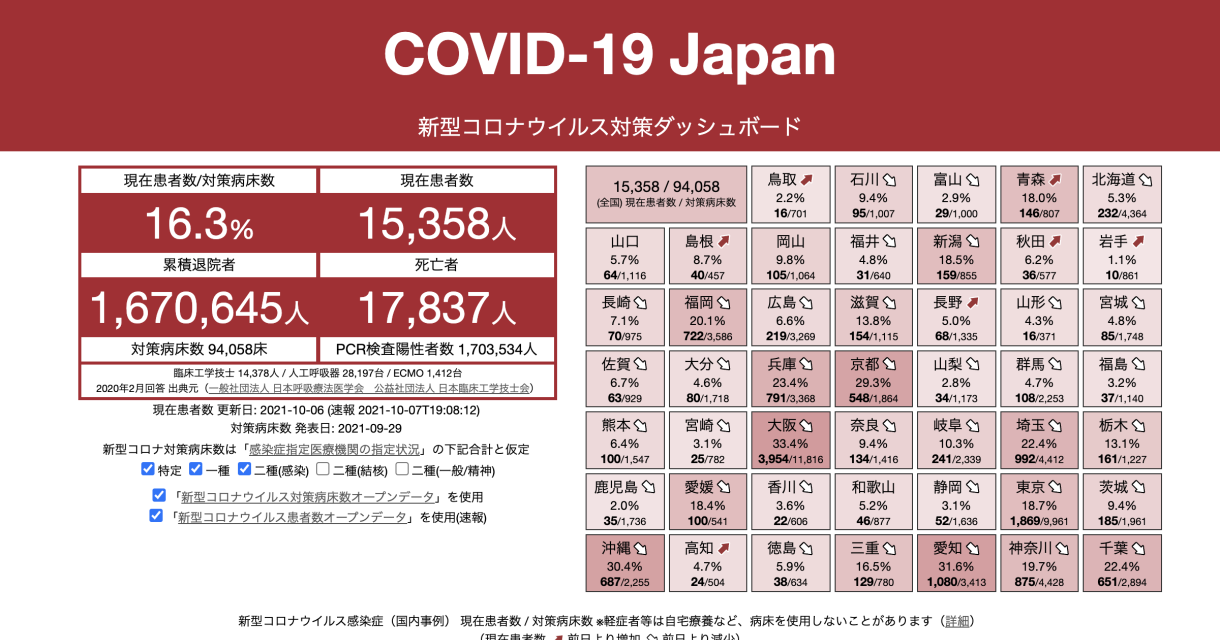 COVID-19 Japan
新型コロナウイルス対策ダッシュボード
現在患者数/対策病床数
現在患者数
16.3%
15,358人
累積退院者
死亡者
1,670,645人
17,837人
対策病床数 94,058床
PCR検査陽性者数 1,703,534人
臨床工学技士 14,378人 / 人工呼吸器 28,197台 / ECMO 1,412台
2020年2月回答 出典元（一般社団法人 日本呼吸療法医学会　公益社団法人 日本臨床工学技士会）
現在患者数 更新日: 2021-10-06 (速報 2021-10-07T19:08:12)
対策病床数 発表日: 2021-09-29
新型コロナ対策病床数は「感染症指定医療機関の指定状況」の下記合計と仮定
特定 一種 二種(感染) 二種(結核) 二種(一般/精神)
「新型コロナウイルス対策病床数オープンデータ」を使用
「新型コロナウイルス患者数オープンデータ」を使用(速報)
15,358 / 94,058
(全国) 現在患者数 / 対策病床数
鳥取 石川 富山 青森 北海道
2.2% 9.4% 2.9% 18.0% 5.3%
16/701 95/1,007 29/1,000 146/807 232/4,364
山口 島根 岡山 福井 新潟 秋田 岩手
5.7% 8.7% 9.8% 4.8% 18.5% 6.2% 1.1%
64/1,116 40/457 105/1,064 31/640 159/855 36/577 10/861
長崎 福岡 広島 滋賀 長野 山形 宮城
7.1% 20.1% 6.6% 13.8% 5.0% 4.3% 4.8%
70/975 722/3,586 219/3,269 154/1,115 68/1,335 16/371 85/1,748
佐賀 大分 兵庫 京都 山梨 群馬 福島
6.7% 4.6% 23.4% 29.3% 2.8% 4.7% 3.2%
63/929 80/1,718 791/3,368 548/1,864 34/1,173 108/2,253 37/1,140
熊本 宮崎 大阪 奈良 岐阜 埼玉 栃木
6.4% 3.1% 33.4% 9.4% 10.3% 22.4% 13.1%
100/1,547 25/782 3,954/11,816 134/1,416 241/2,339 992/4,412 161/1,227
鹿児島 愛媛 香川 和歌山 静岡 東京 茨城
2.0% 18.4% 3.6% 5.2% 3.1% 18.7% 9.4%
35/1,736 100/541 22/606 46/877 52/1,636 1,869/9,961 185/1,961
沖縄 高知 徳島 三重 愛知 神奈川 千葉
30.4% 4.7% 5.9% 16.5% 31.6% 19.7% 22.4%
687/2,255 24/504 38/634 129/780 1,080/3,413 875/4,428 651/2,894
新型コロナウイルス感染症（国内事例） 現在患者数 / 対策病床数 ※軽症者等は自宅療養など、病床を使用しないことがあります（詳細）
（現在患者数 前日より増加 前日より減少）